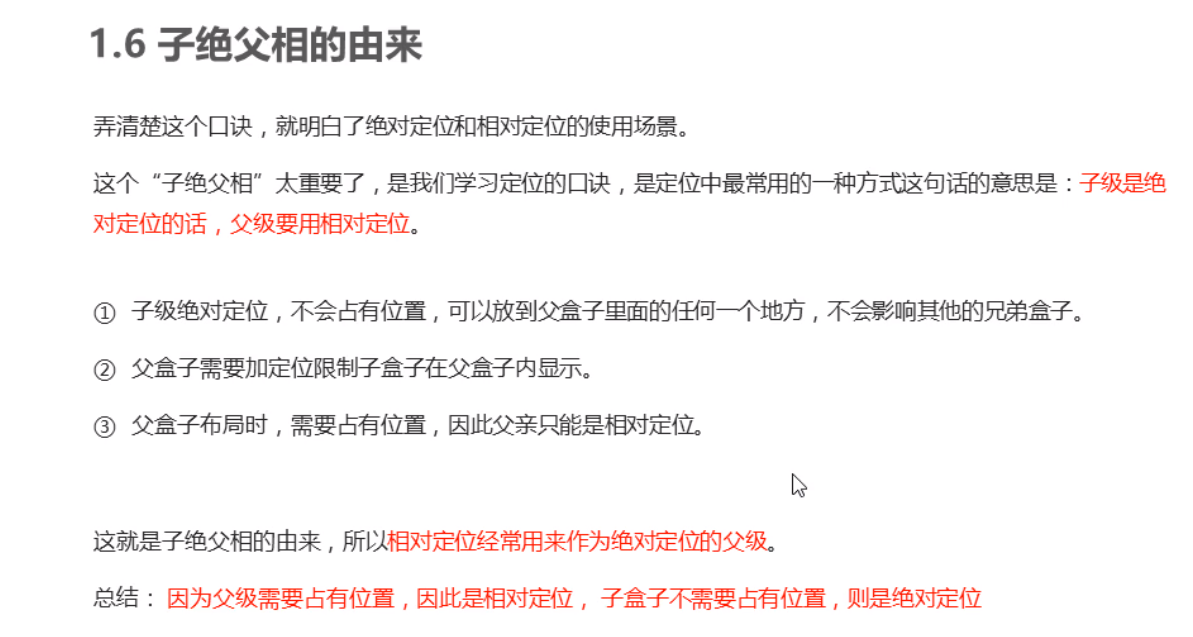 1.6 子绝父相的由来
弄清楚这个口诀，就明白了绝对定位和相对定位的使用场景。
这个“子绝父相”太重要了，是我们学习定位的口诀，是定位中最常用的一种方式这句话的意思是：子级是绝
对定位的话，父级要用相对定位。
① 子级绝对定位，不会占有位置，可以放到父盒子里面的任何一个地方，不会影响其他的兄弟盒子。
② 父盒子需要加定位限制子盒子在父盒子内显示。
③ 父盒子布局时，需要占有位置，因此父亲只能是相对定位。
这就是子绝父相的由来，所以相对定位经常用来作为绝对定位的父级。
总结： 因为父级需要占有位置，因此是相对定位， 子盒子不需要占有位置，则是绝对定位